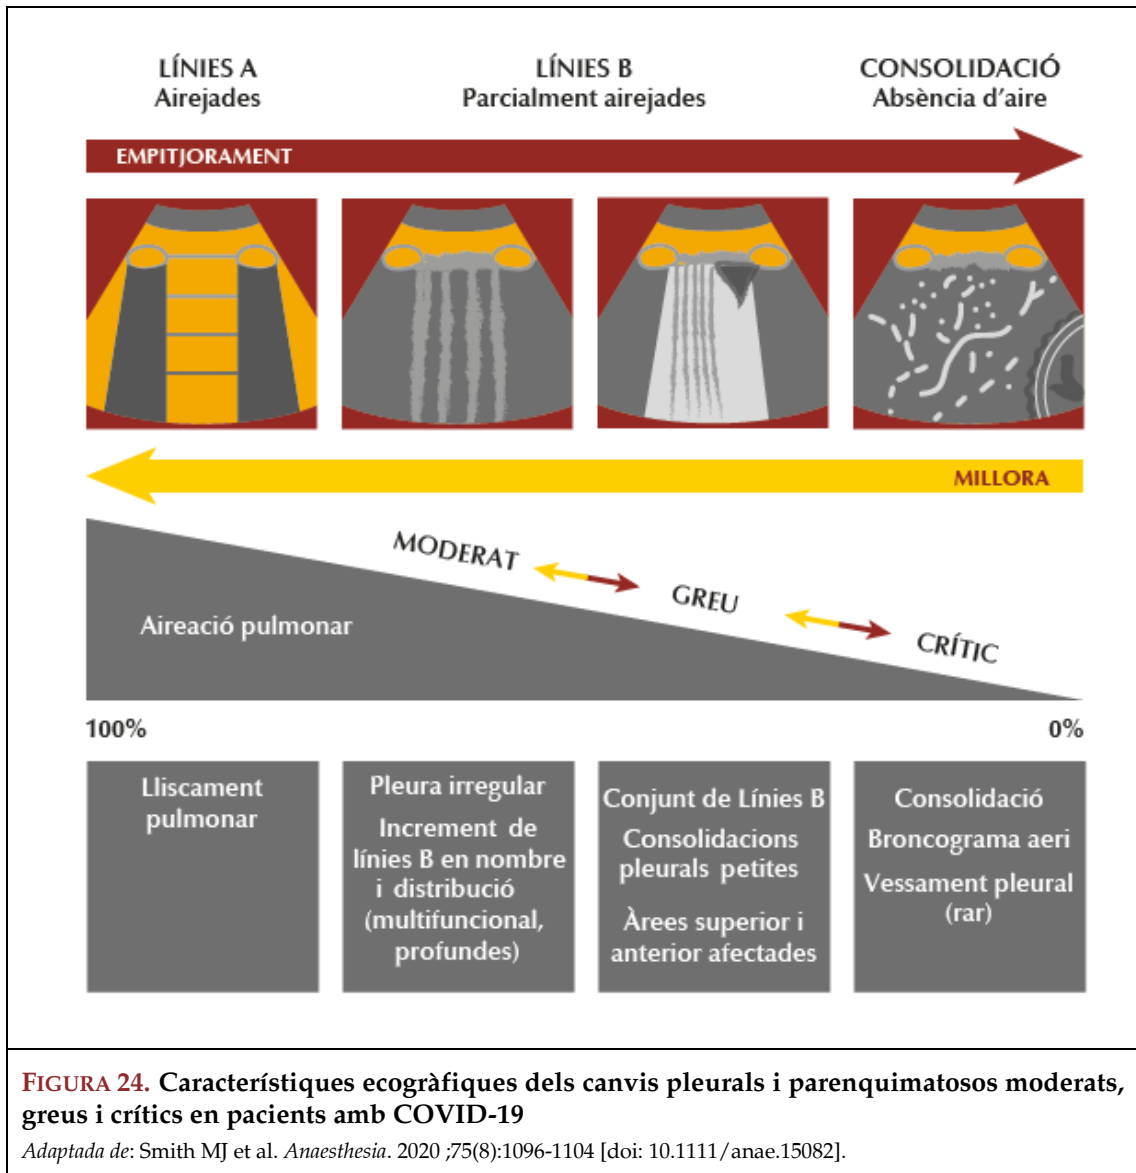 LÍNIES A
Airejades
LÍNIES B
Parcialment airejades
CONSOLIDACIÓ
Absència d'aire
EMPITJORAMENT
MILLORA
MODERAT
GREU
CRÍTIC
Aireació pulmonar
100%
0%
Lliscament
pulmonar
Pleura irregular
Increment de
línies B en nombre
i distribució
(multifuncional,
profundes)
Conjunt de Línies B
Consolidacions
pleurals petites
Àrees superior i
anterior afectades
Consolidació
Broncograma aeri
Vessament pleural
(rar)
FIGURA 24. Característiques ecogràfiques dels canvis pleurals i parenquimatosos moderats,
greus i crítics en pacients amb COVID-19
Adaptada de: Smith MJ et al. Anaesthesia. 2020 ;75(8):1096-1104 [doi: 10.1111/anae.15082].